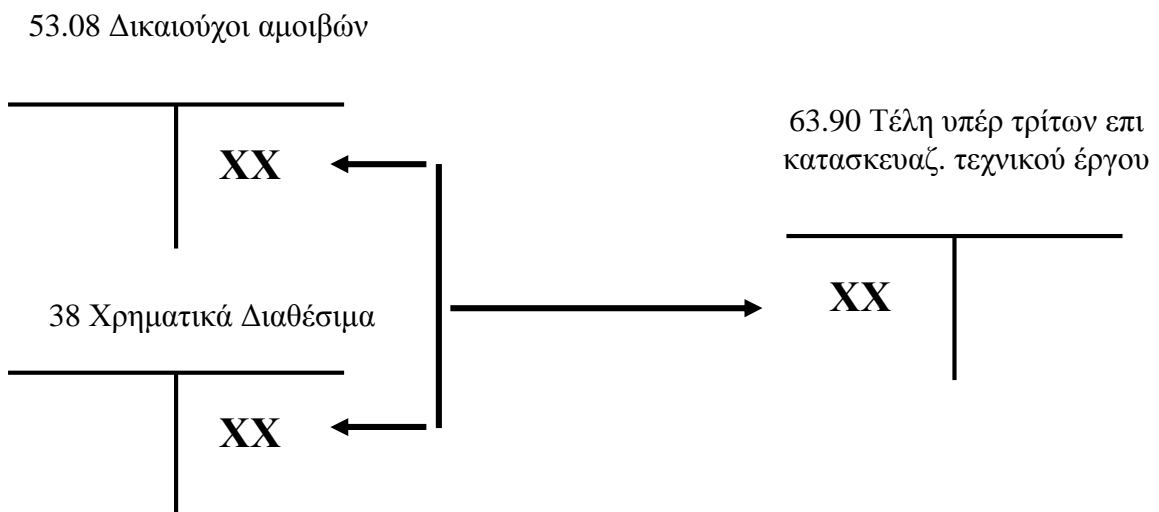 53.08 Δικαιούχοι αμοιβών
XX
38 Χρηματικά Διαθέσιμα
XX
63.90 Τέλη υπέρ τρίτων επι
κατασκευαζ. τεχνικού έργου
XX